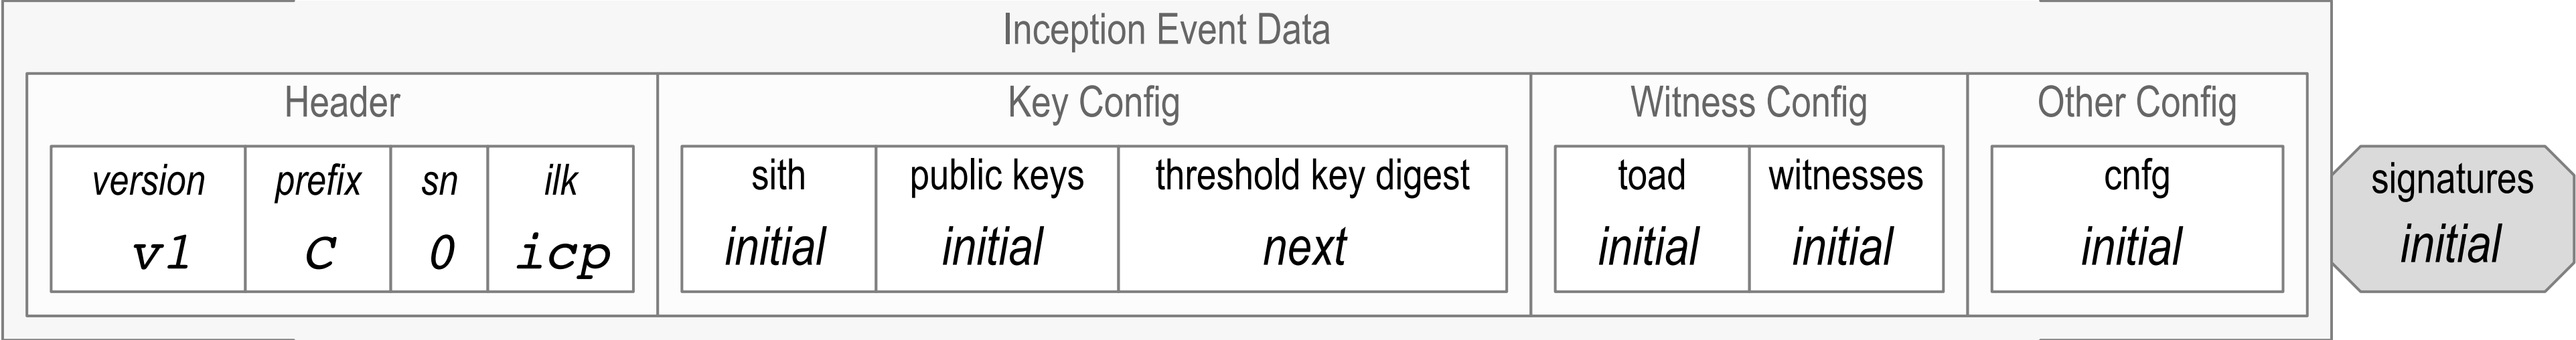 Inception Event Data
Header Key Config Witness Config Other Config
version prefix sn ilk sith public keys threshold key digest toad witnesses cnfg signatures
v1 C 0 icp initial initial next initial initial initial initial